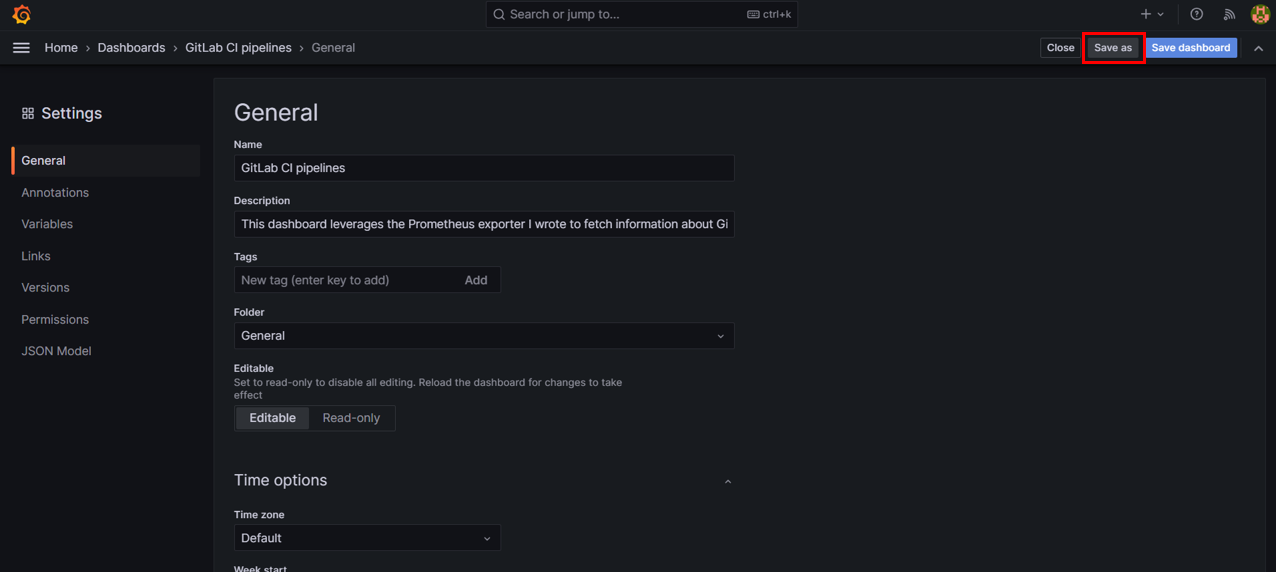 Search or jump to...
ctrl+k
Home › Dashboards › GitLab CI pipelines › General
Close
Save as
Save dashboard
Settings
General
Annotations
Variables
Links
Versions
Permissions
JSON Model
General
Name
GitLab CI pipelines
Description
This dashboard leverages the Prometheus exporter I wrote to fetch information about Gi
Tags
New tag (enter key to add)
Add
Folder
General
Editable
Set to read-only to disable all editing. Reload the dashboard for changes to take
effect
Editable
Read-only
Time options
Time zone
Default
Week start